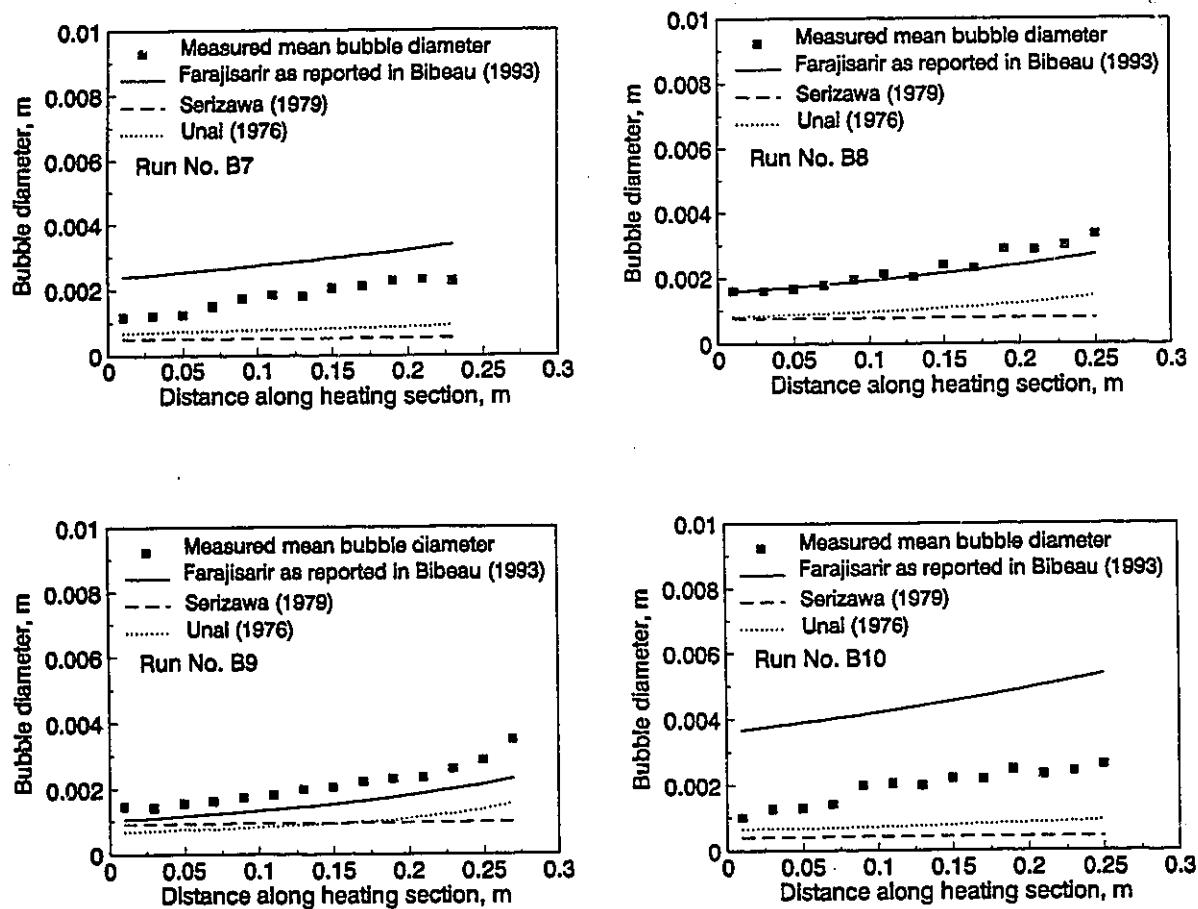 0.01
0.008
0.006
0.004
0.002
0
Bubble diameter, m
Measured mean bubble diameter
Farajisarir as reported in Bibeau (1993)
Serizawa (1979)
Unal (1976)
Run No. B7
0 0.05 0.1 0.15 0.2 0.25 0.3
Distance along heating section, m
0.01
0.008
0.006
0.004
0.002
0
Bubble diameter, m
Measured mean bubble diameter
Farajisarir as reported in Bibeau (1993)
Serizawa (1979)
Unal (1976)
Run No. B8
0 0.05 0.1 0.15 0.2 0.25 0.3
Distance along heating section, m
0.01
0.008
0.006
0.004
0.002
0
Bubble diameter, m
Measured mean bubble diameter
Farajisarir as reported in Bibeau (1993)
Serizawa (1979)
Unal (1976)
Run No. B9
0 0.05 0.1 0.15 0.2 0.25 0.3
Distance along heating section, m
0.01
0.008
0.006
0.004
0.002
0
Bubble diameter, m
Measured mean bubble diameter
Farajisarir as reported in Bibeau (1993)
Serizawa (1979)
Unal (1976)
Run No. B10
0 0.05 0.1 0.15 0.2 0.25 0.3
Distance along heating section, m